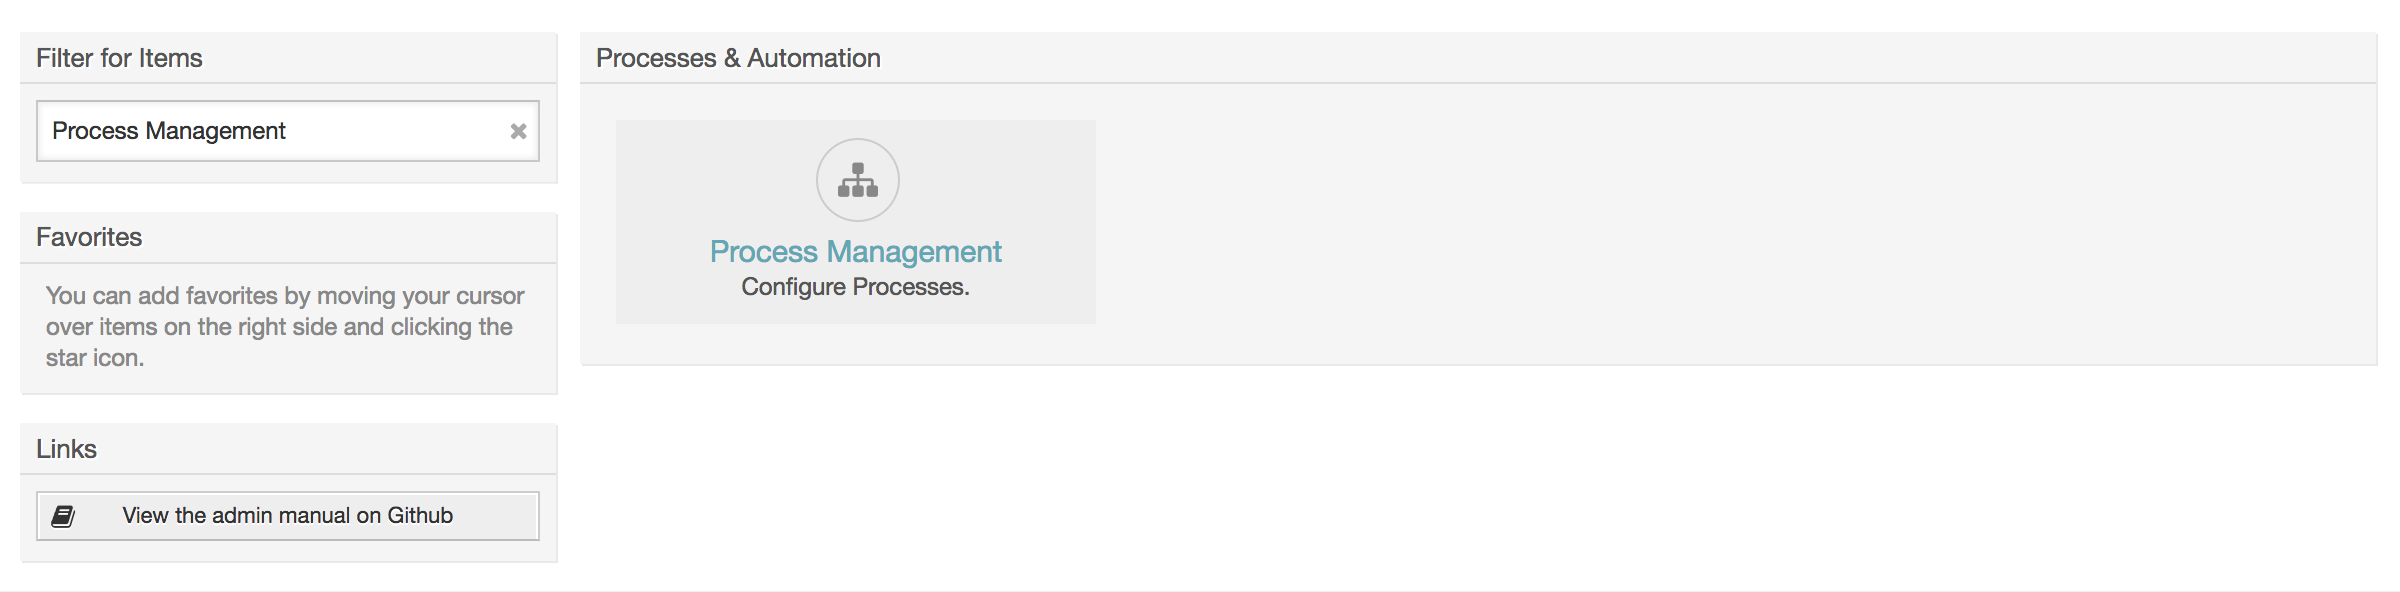 Filter for Items
Process Management
Favorites
You can add favorites by moving your cursor
over items on the right side and clicking the
star icon.
Links
View the admin manual on Github
Processes & Automation
Process Management
Configure Processes.